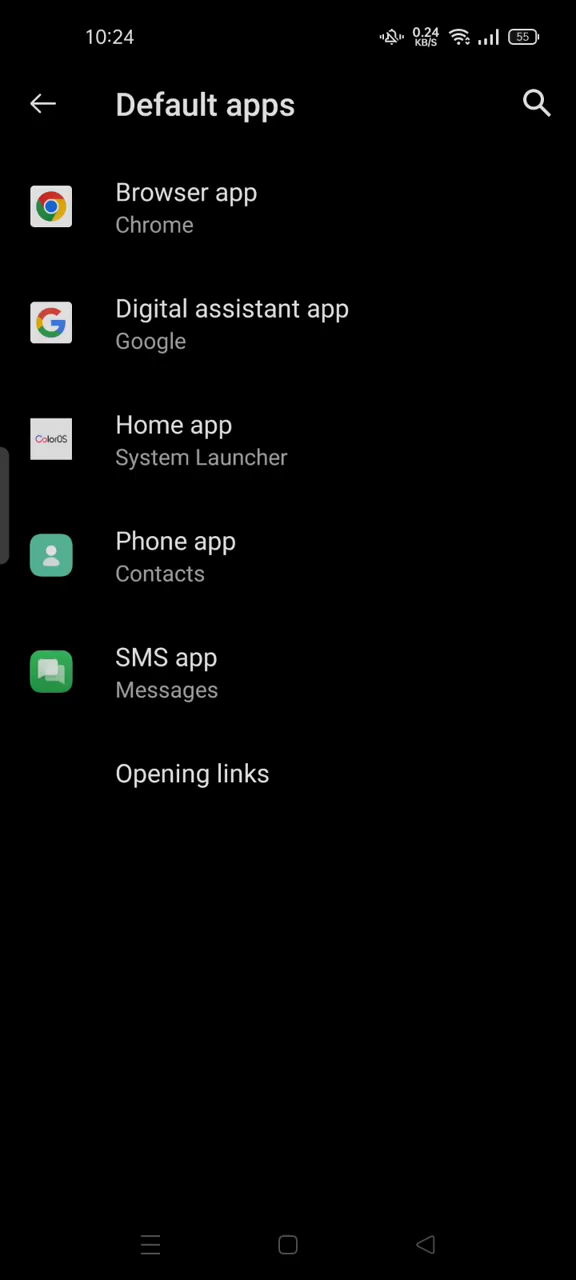 10:24
0.24
KB/S
55
Default apps
Browser app
Chrome
Digital assistant app
Google
ColorOS
Home app
System Launcher
Phone app
Contacts
SMS app
Messages
Opening links